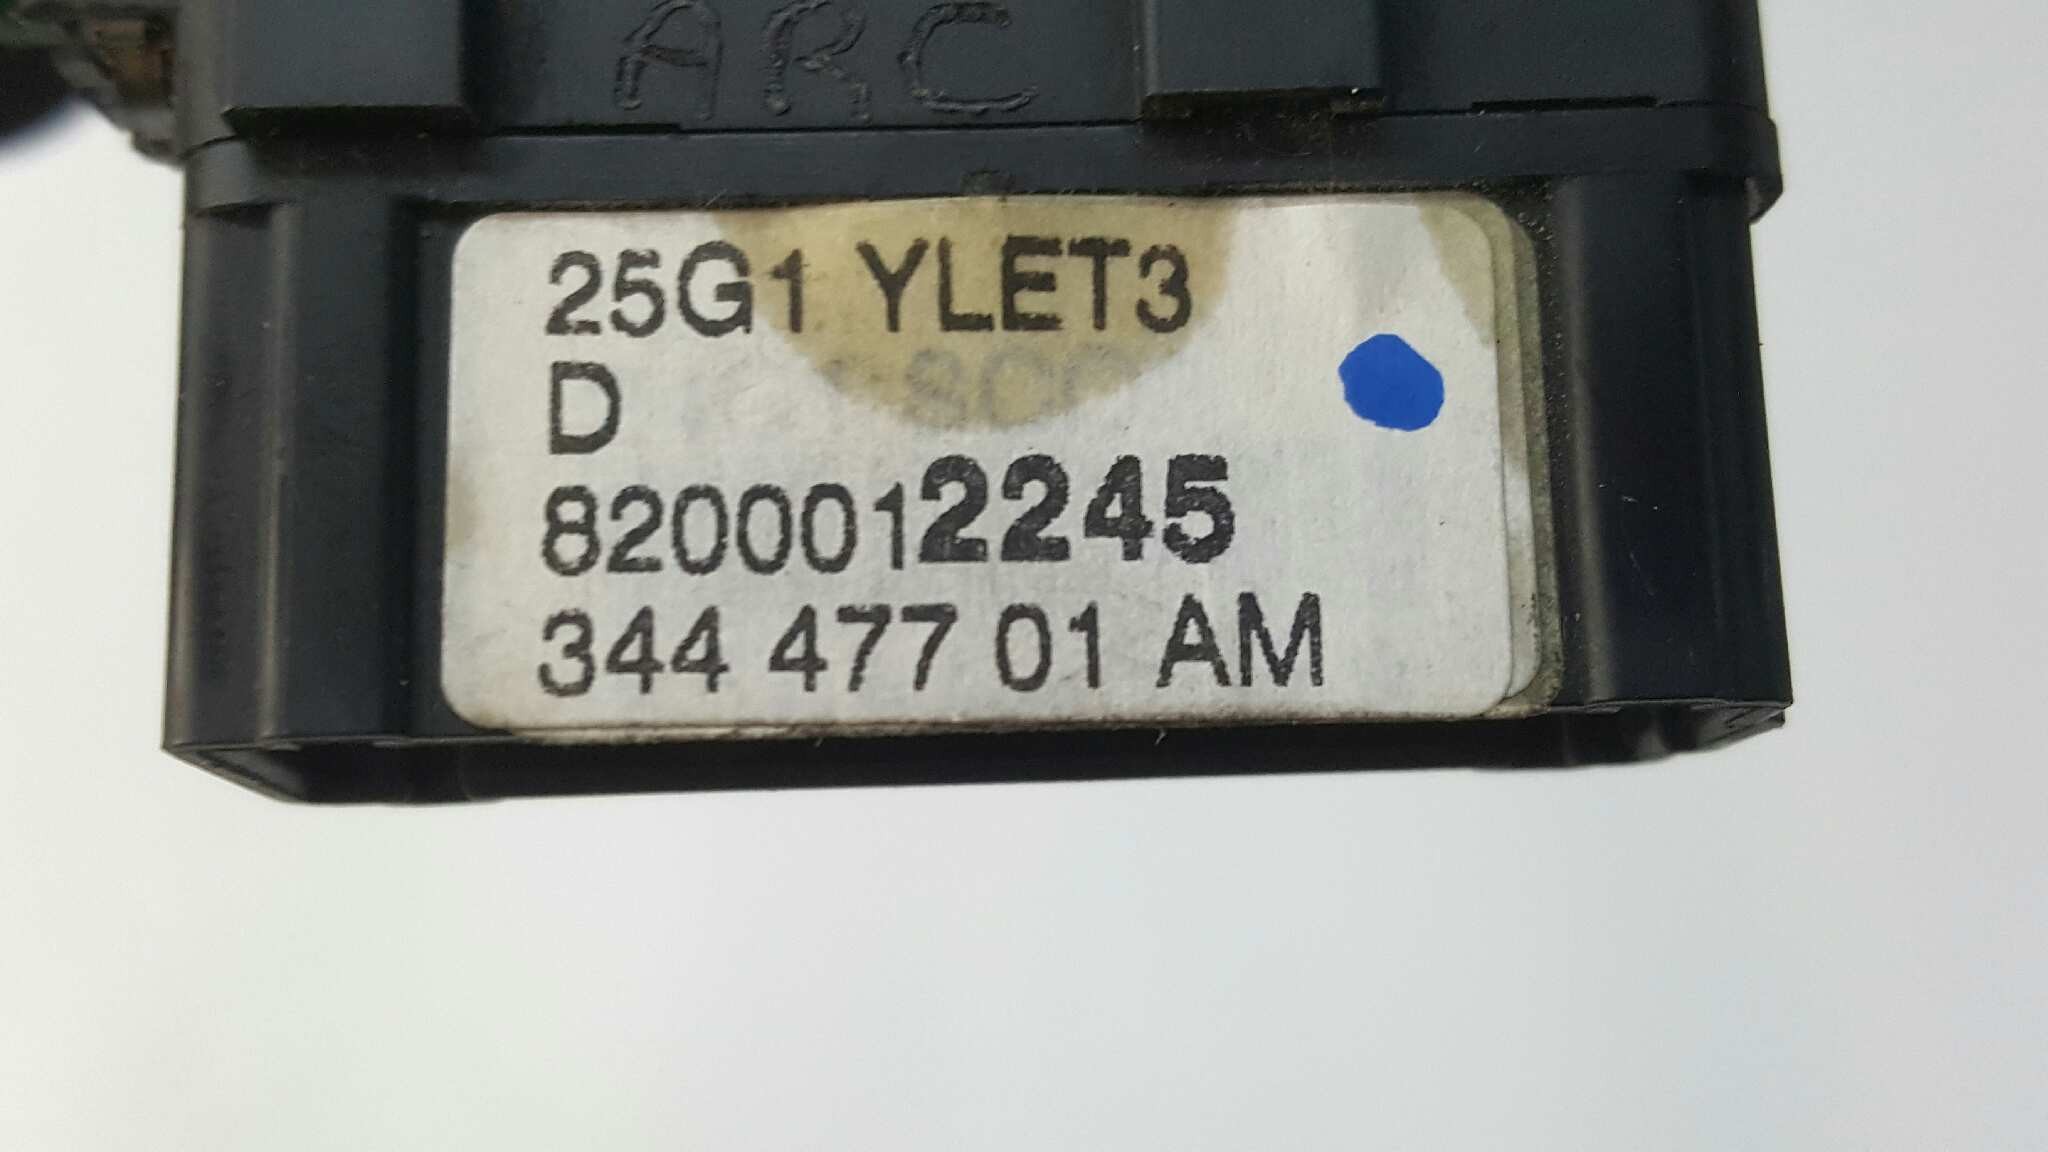 ARC
25G1 YLET3
D
8200012245
344 477 01 AM